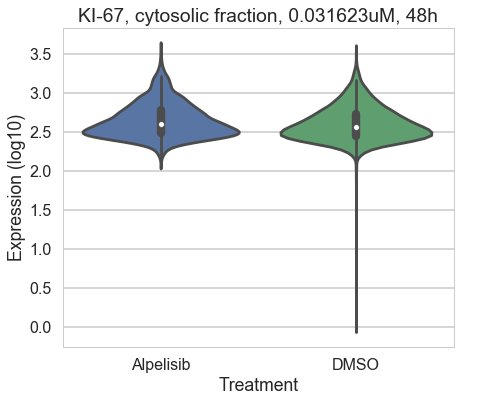 KI-67, cytosolic fraction, 0.031623uM, 48h
3.5
3.0
2.5
2.0
1.5
1.0
0.5
0.0
Expression (log10)
Alpelisib DMSO
Treatment